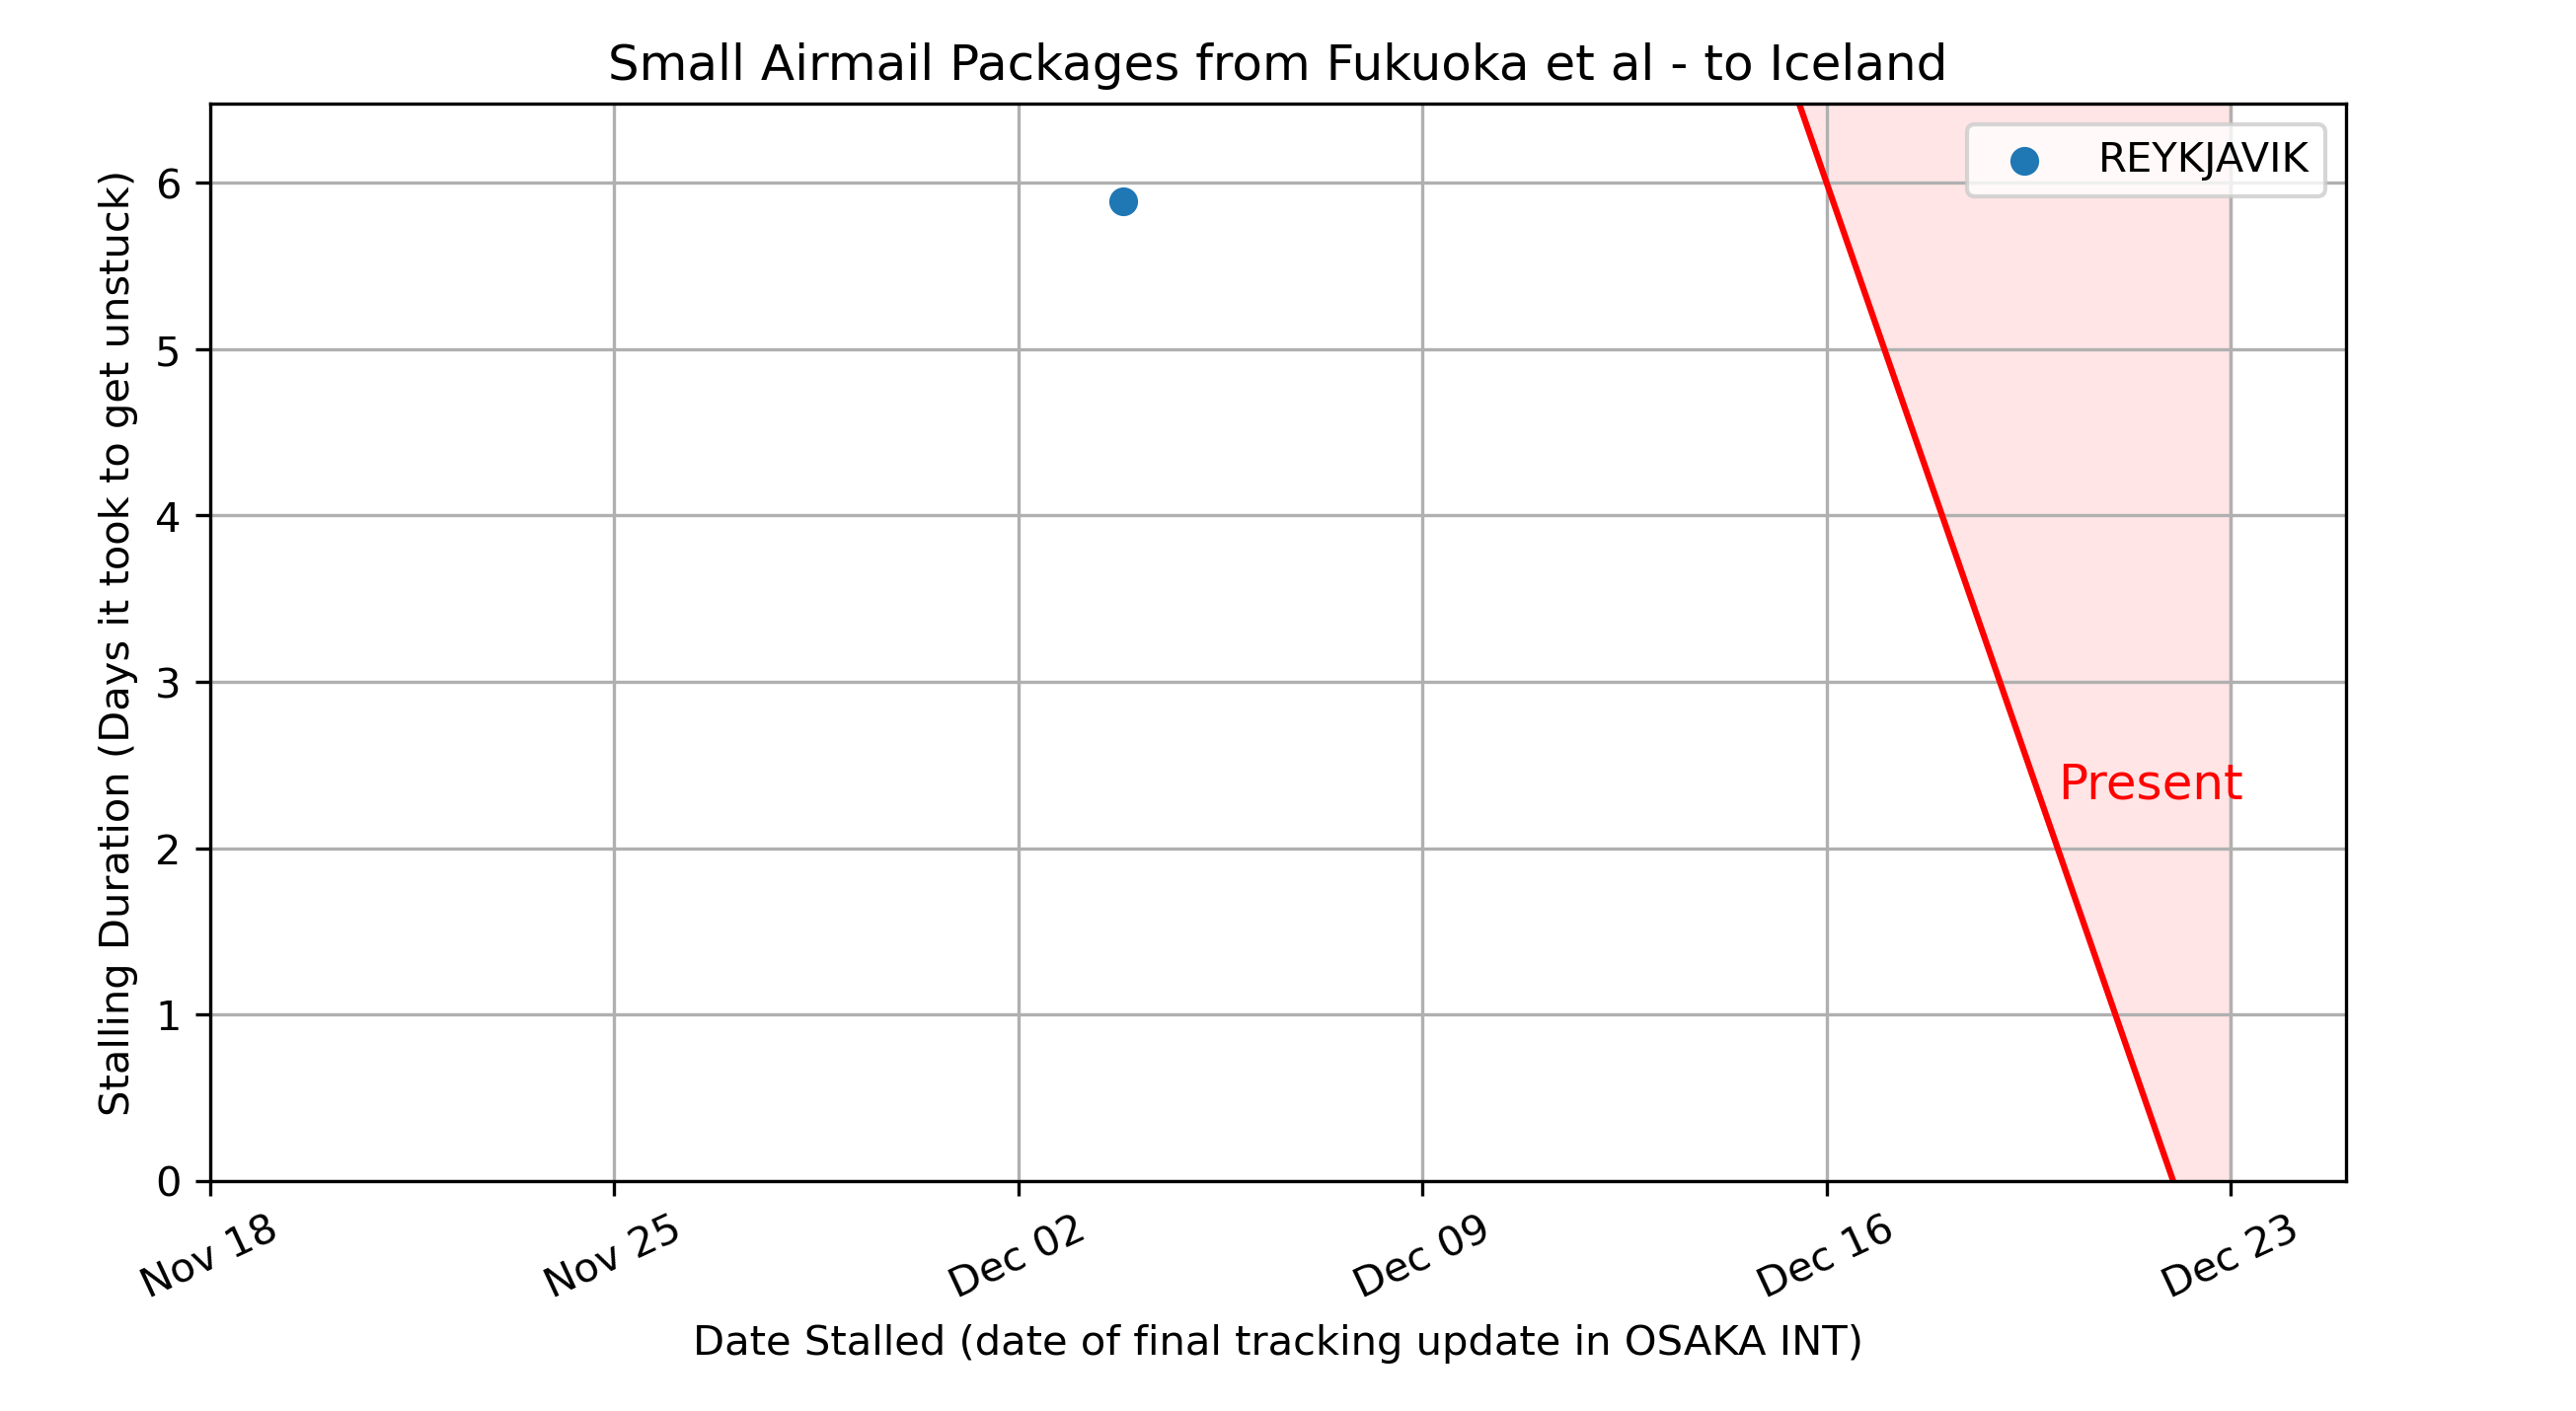 Small Airmail Packages from Fukuoka et al - to Iceland
REYKJAVIK
Stalling Duration (Days it took to get unstuck)
6
5
4
3
2
1
0
Present
Nov 18
Nov 25
Dec 02
Dec 09
Dec 16
Dec 23
Date Stalled (date of final tracking update in OSAKA INT)